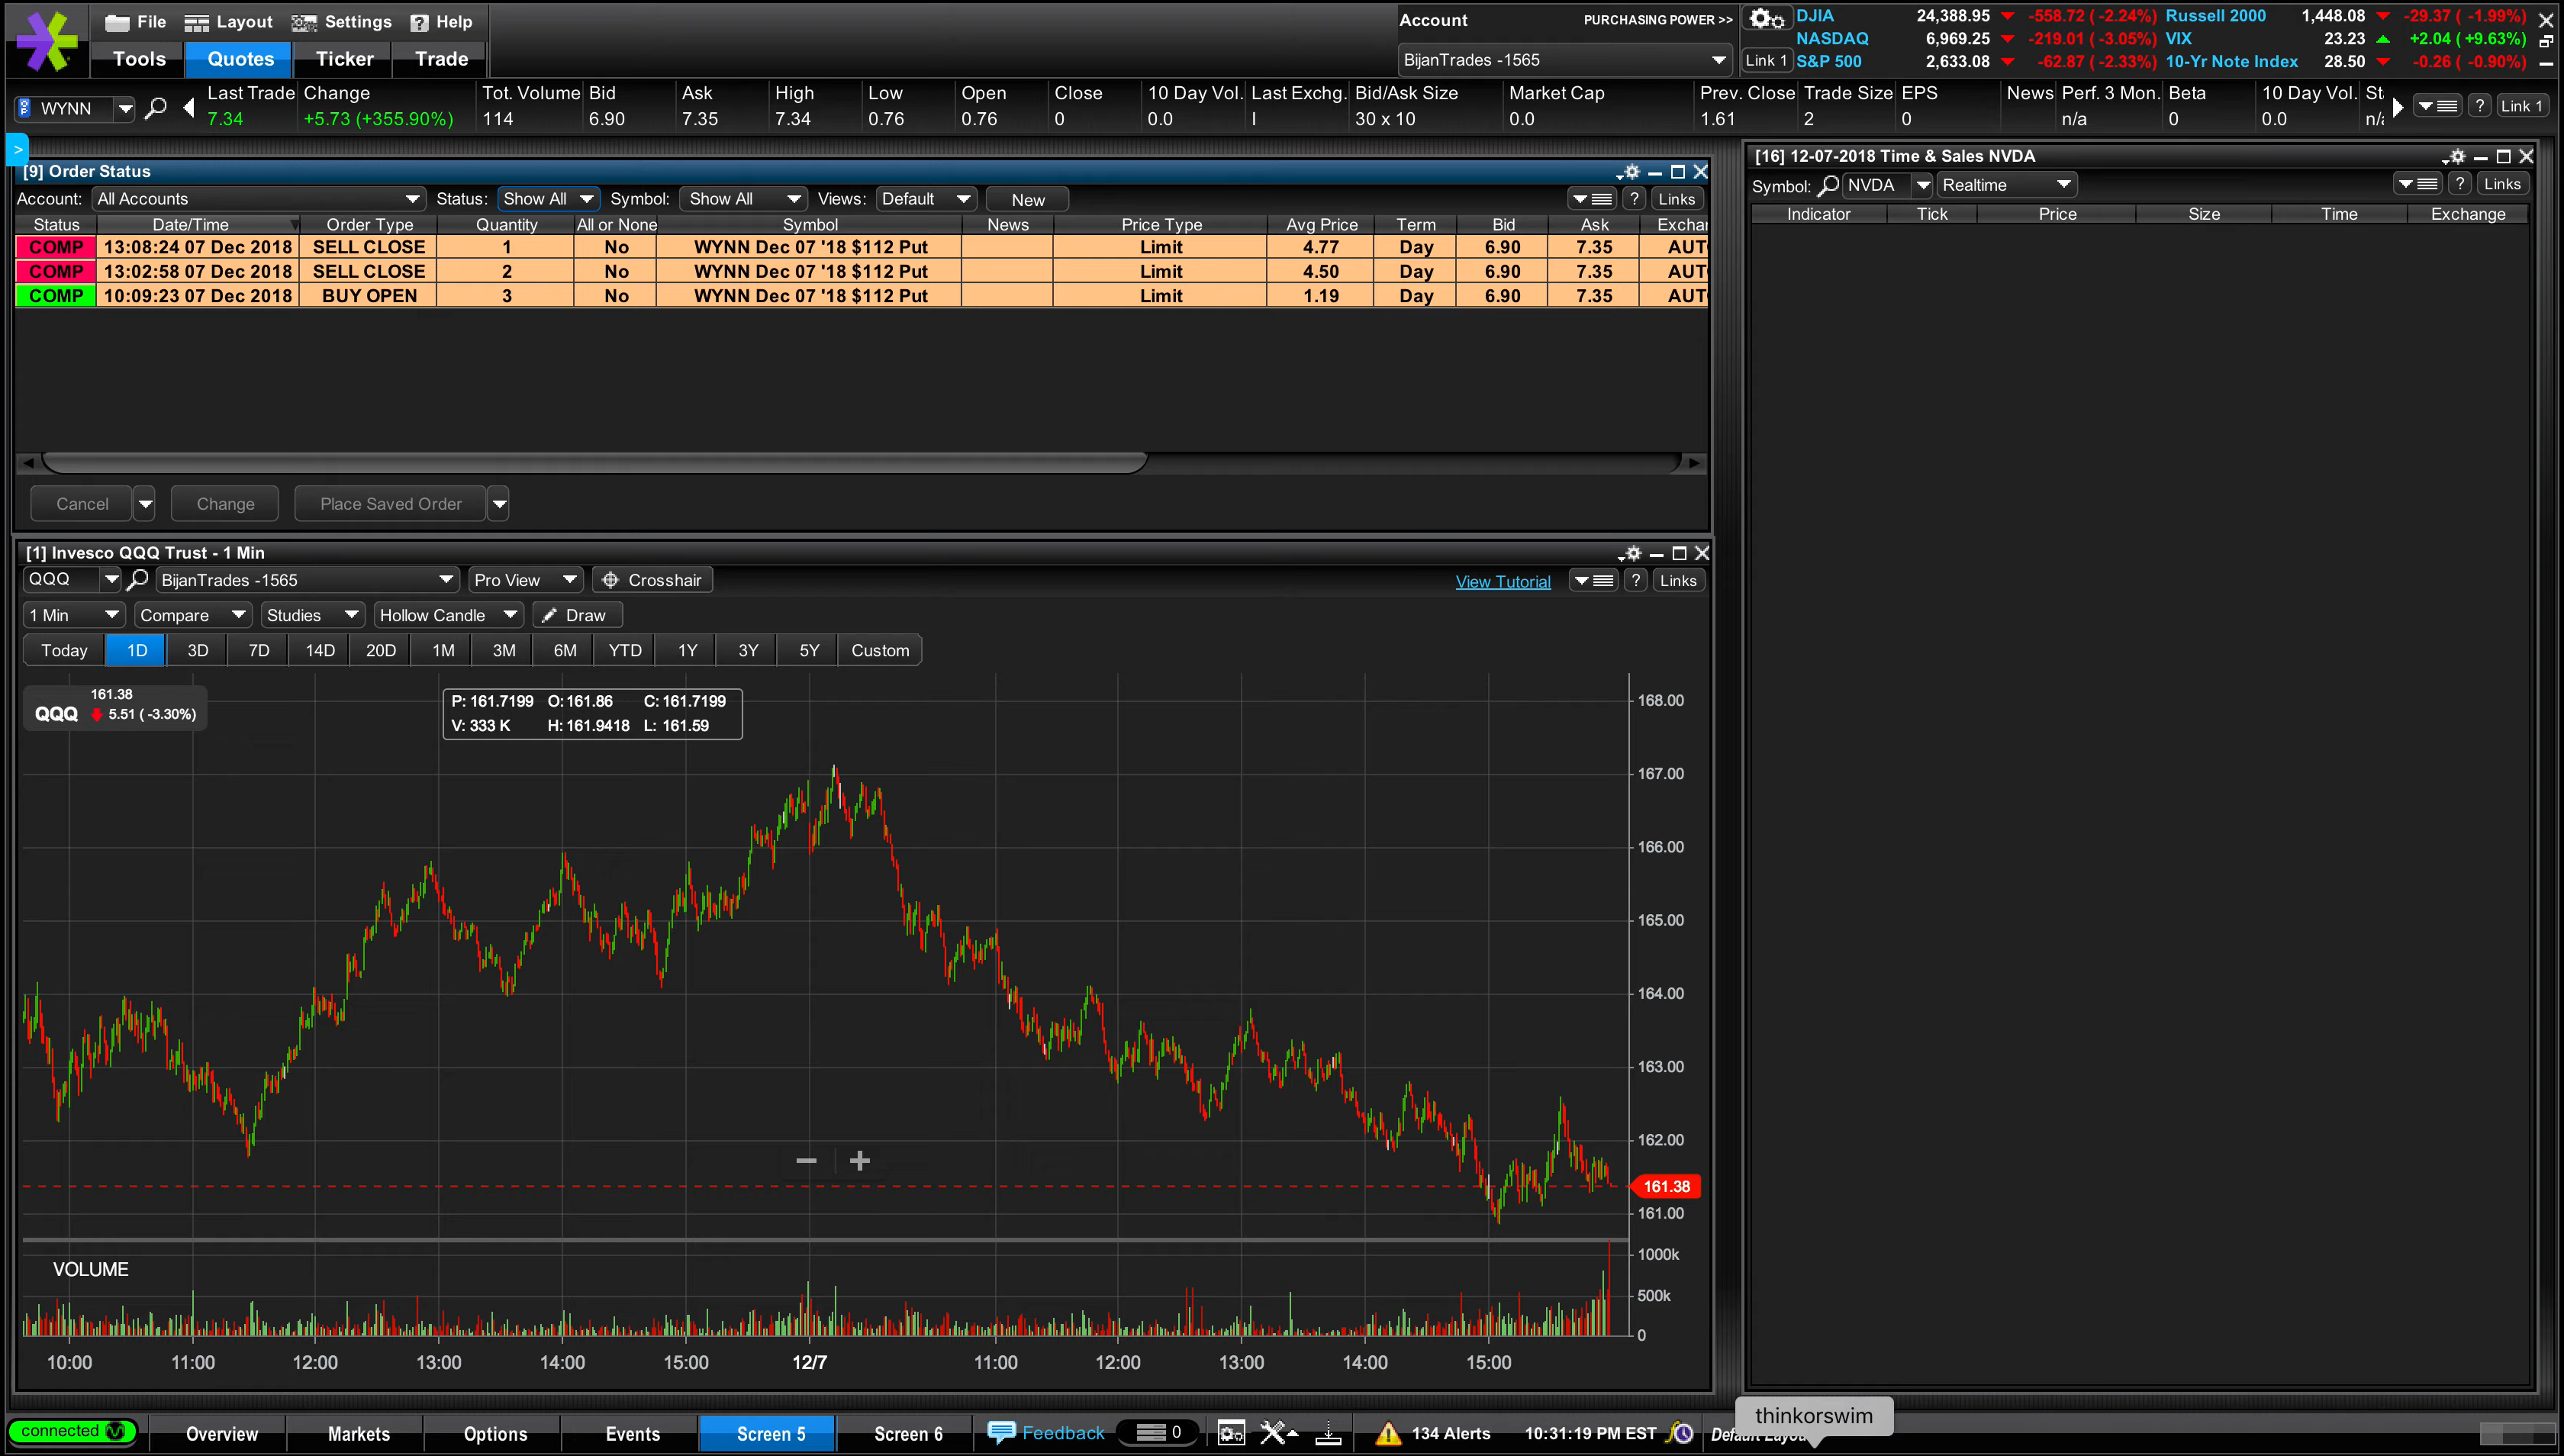 File Layout Settings ? Help
Tools Quotes Ticker Trade
Account PURCHASING POWER >>
BijanTrades -1565
Link 1
DJIA 24,388.95 -558.72 ( -2.24%) Russell 2000 1,448.08 -29.37 ( -1.99%)
NASDAQ 6,969.25 -219.01 ( -3.05%) VIX 23.23 +2.04 ( +9.63%)
S&P 500 2,633.08 -62.87 ( -2.33%) 10-Yr Note Index 28.50 -0.26 ( -0.90%)
WYNN
Last Trade Change Tot. Volume Bid Ask High Low Open Close 10 Day Vol. Last Exchg. Bid/Ask Size Market Cap Prev. Close Trade Size EPS News Perf. 3 Mon. Beta 10 Day Vol.
7.34 +5.73 (+355.90%) 114 6.90 7.35 7.34 0.76 0.76 0 0.0 I 30 x 10 0.0 1.61 2 0 n/a 0 0.0
? Link 1
>
[9] Order Status
Account: All Accounts Status: Show All Symbol: Show All Views: Default New ? Links
Status Date/Time Order Type Quantity All or None Symbol News Price Type Avg Price Term Bid Ask Exchar
COMP 13:08:24 07 Dec 2018 SELL CLOSE 1 No WYNN Dec 07 '18 $112 Put Limit 4.77 Day 6.90 7.35 AUT
COMP 13:02:58 07 Dec 2018 SELL CLOSE 2 No WYNN Dec 07 '18 $112 Put Limit 4.50 Day 6.90 7.35 AUT
COMP 10:09:23 07 Dec 2018 BUY OPEN 3 No WYNN Dec 07 '18 $112 Put Limit 1.19 Day 6.90 7.35 AUT
Cancel Change Place Saved Order
[16] 12-07-2018 Time & Sales NVDA
Symbol: NVDA Realtime ? Links
Indicator Tick Price Size Time Exchange
[1] Invesco QQQ Trust - 1 Min
QQQ BijanTrades -1565 Pro View Crosshair View Tutorial ? Links
1 Min Compare Studies Hollow Candle Draw
Today 1D 3D 7D 14D 20D 1M 3M 6M YTD 1Y 3Y 5Y Custom
161.38
QQQ 5.51 ( -3.30%)
P: 161.7199 O: 161.86 C: 161.7199
V: 333 K H: 161.9418 L: 161.59
168.00
167.00
166.00
165.00
164.00
163.00
162.00
161.38
161.00
VOLUME
1000k
500k
0
10:00 11:00 12:00 13:00 14:00 15:00 12/7 11:00 12:00 13:00 14:00 15:00
connected Overview Markets Options Events Screen 5 Screen 6 Feedback 0 134 Alerts 10:31:19 PM EST Default Layou
thinkorswim